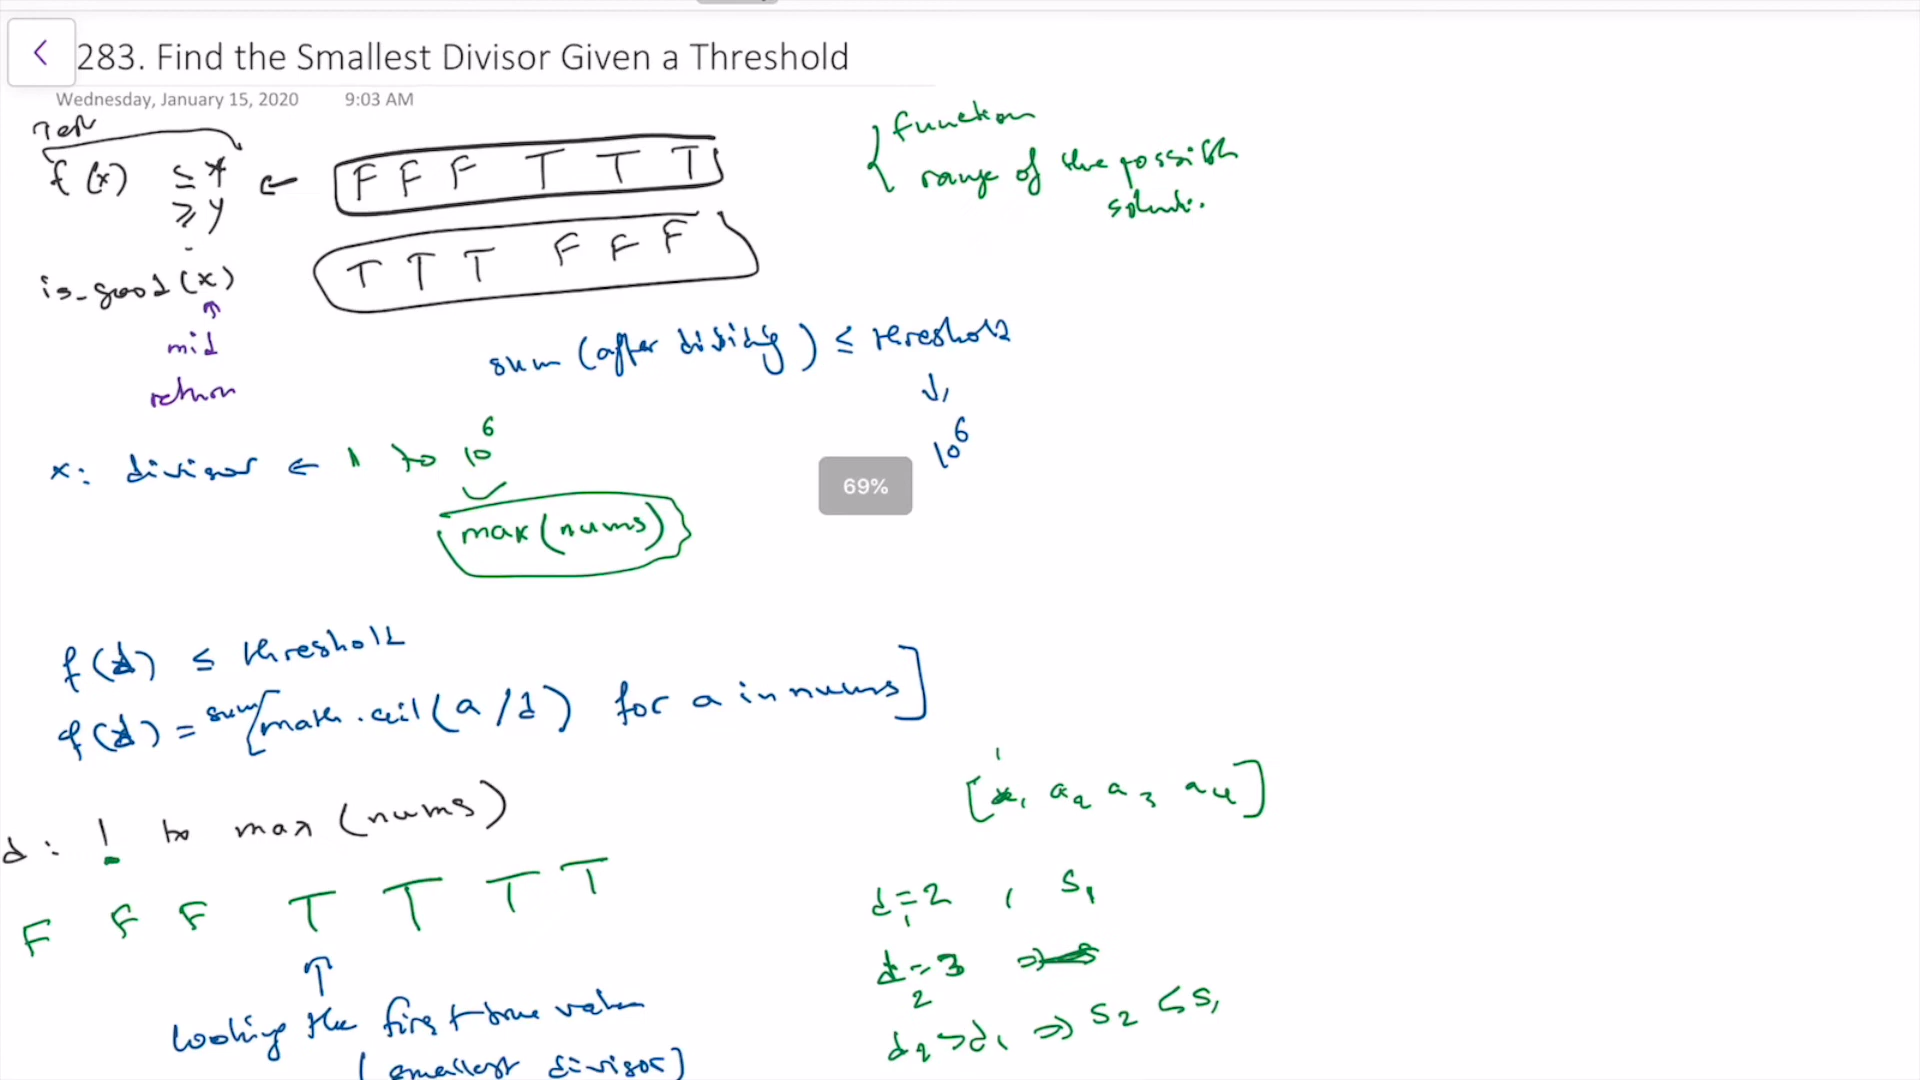 283. Find the Smallest Divisor Given a Threshold
Wednesday, January 15, 2020 9:03 AM
f(x) ≤ x ← F F F T T T
≥ y
T T T F F F
is_good(x)
mid
return
{ function
range of the possible
sum (after dividing) ≤ threshold
10^6
x: divisor ← 1 to 10^6
max(nums)
69%
f(d) ≤ threshold
f(d) = sum[math.ceil(a/d) for a in nums]
d: 1 to max(nums)
F F F T T T T
looking the first true value
(smallest divisor)
[ 1, a2 a3 a4 ]
d1 = 2, S1
d2 = 3 ⇒
d2 > d1 ⇒ S2 < S1